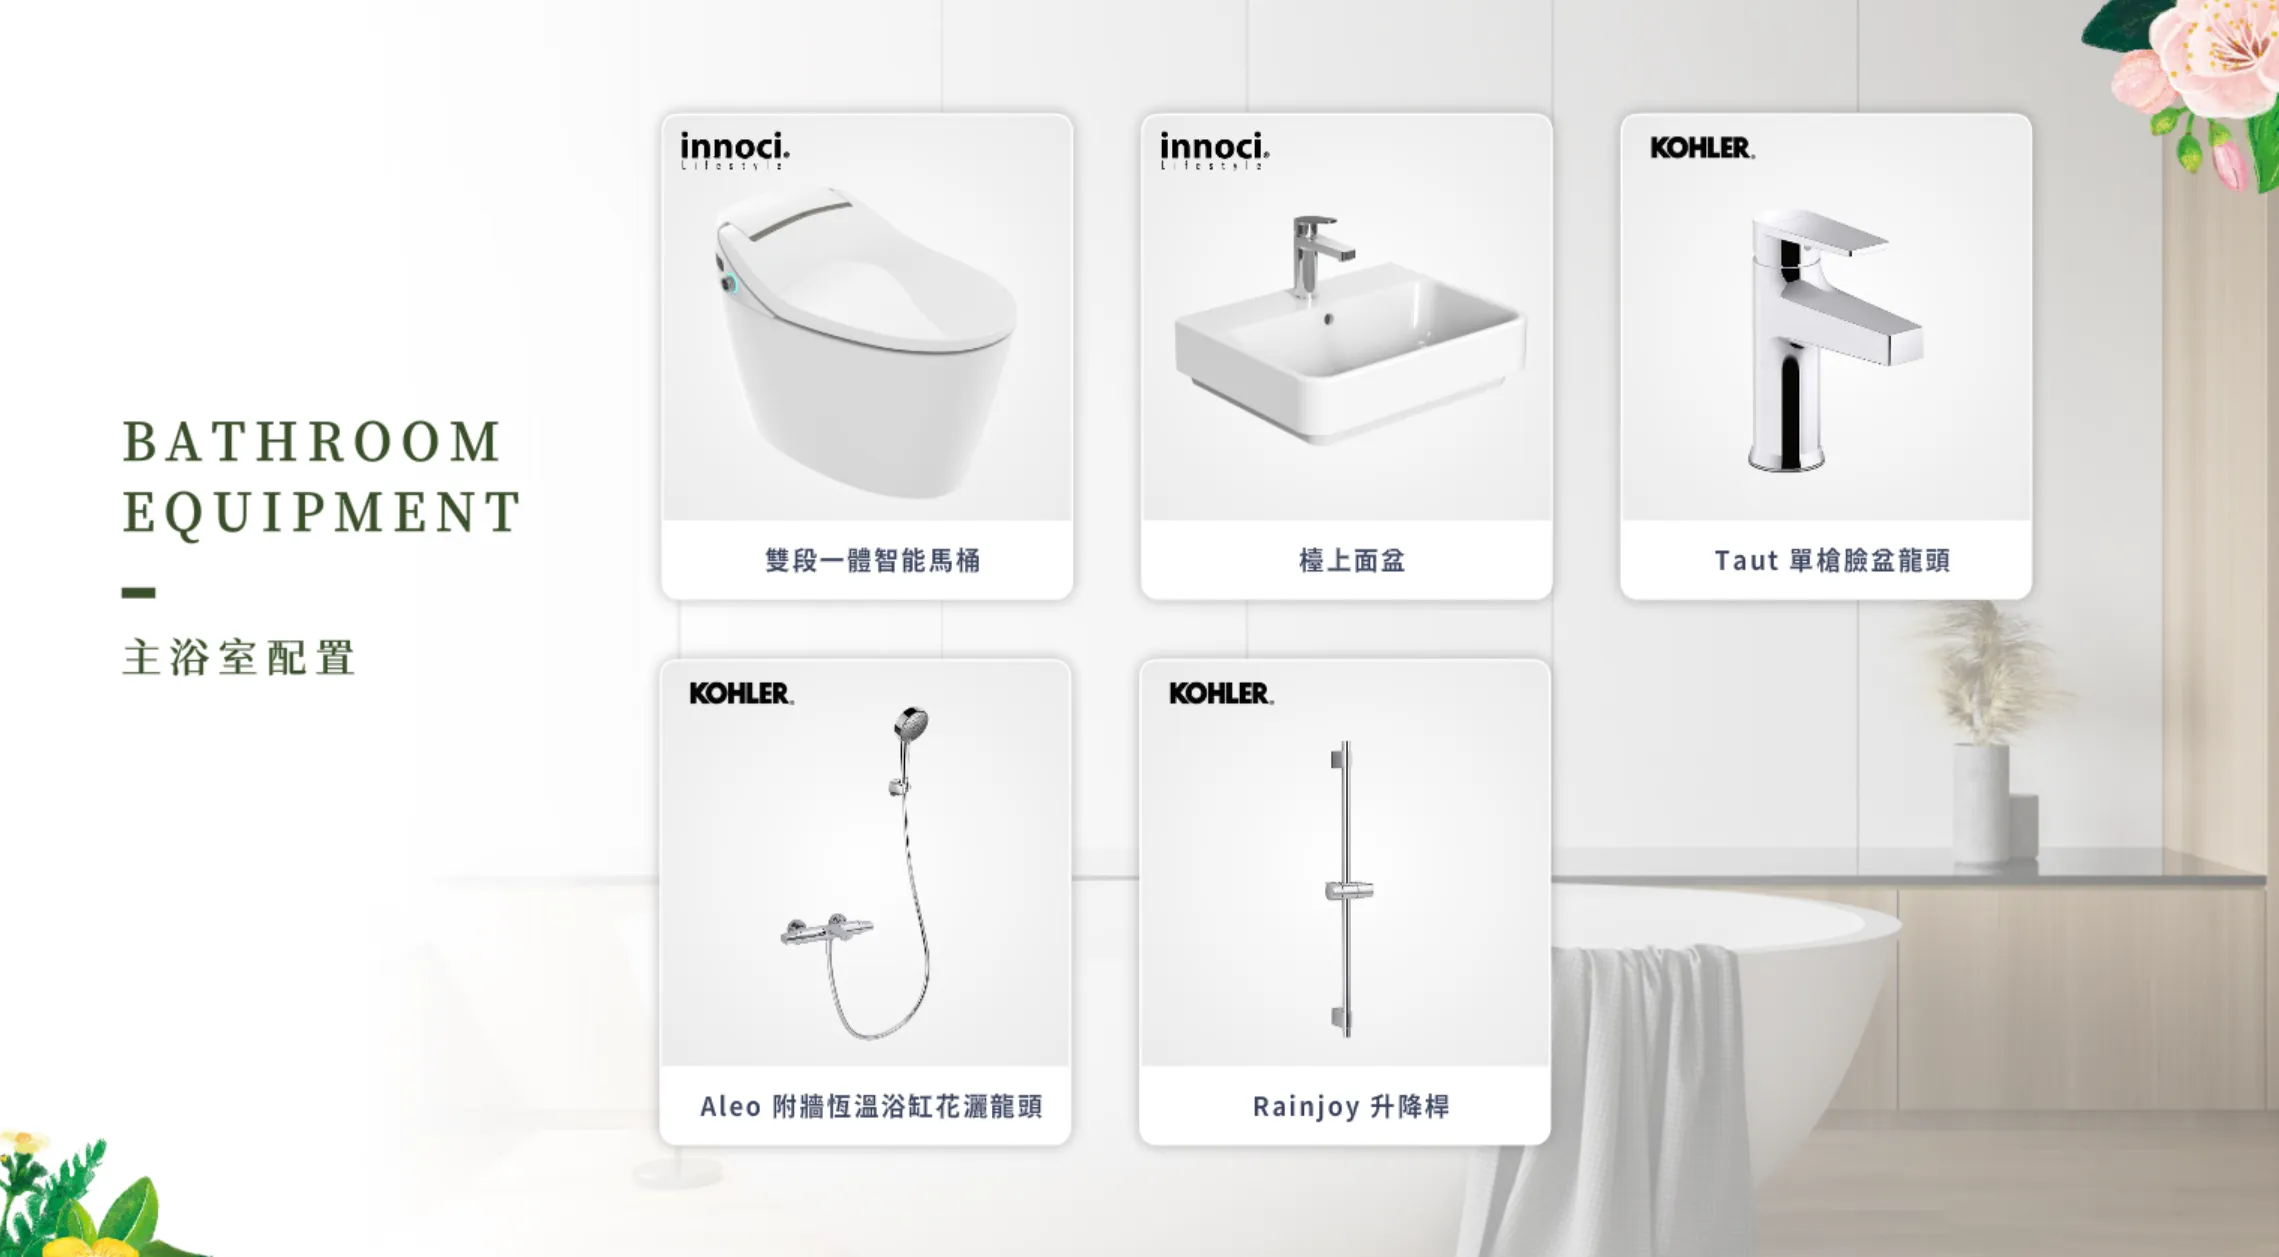 BATHROOM
EQUIPMENT
主浴室配置
innoci®
Lifestyle
雙段一體智能馬桶
innoci®
Lifestyle
檯上面盆
KOHLER®
Taut 單槍臉盆龍頭
KOHLER®
Aleo 附牆恆溫浴缸花灑龍頭
KOHLER®
Rainjoy 升降桿